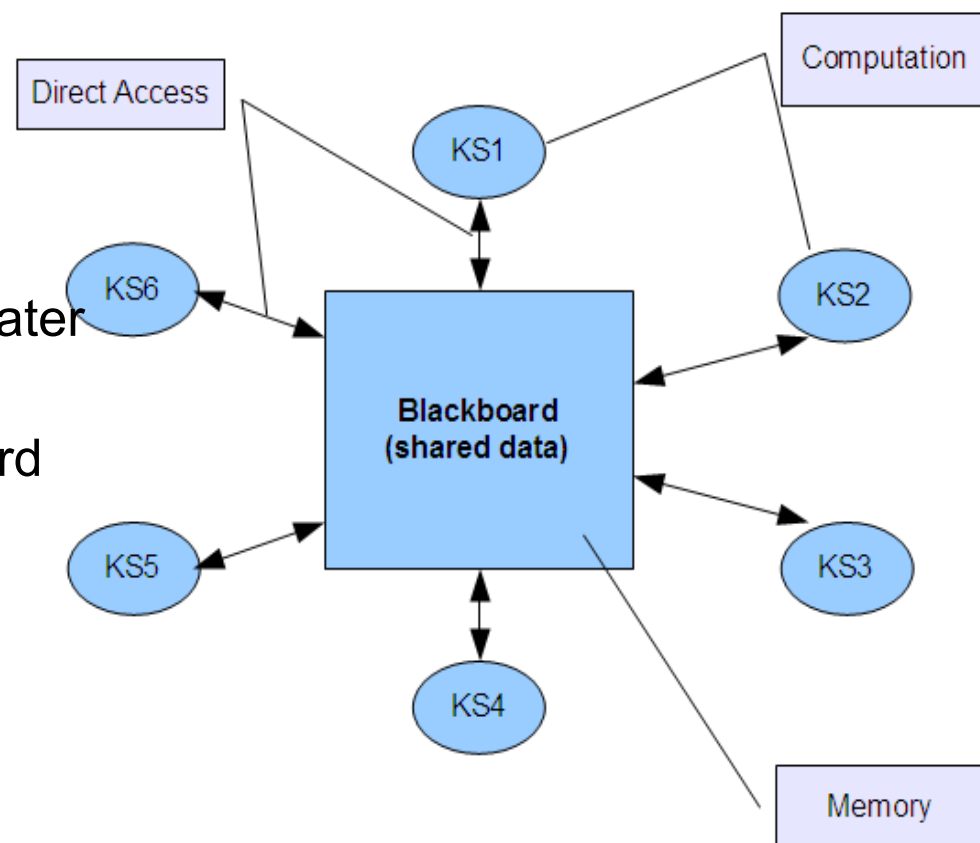 Computation
Direct Access
KS1
KS6
KS2
ater
Blackboard
(shared data)
rd
KS5
KS3
KS4
Memory